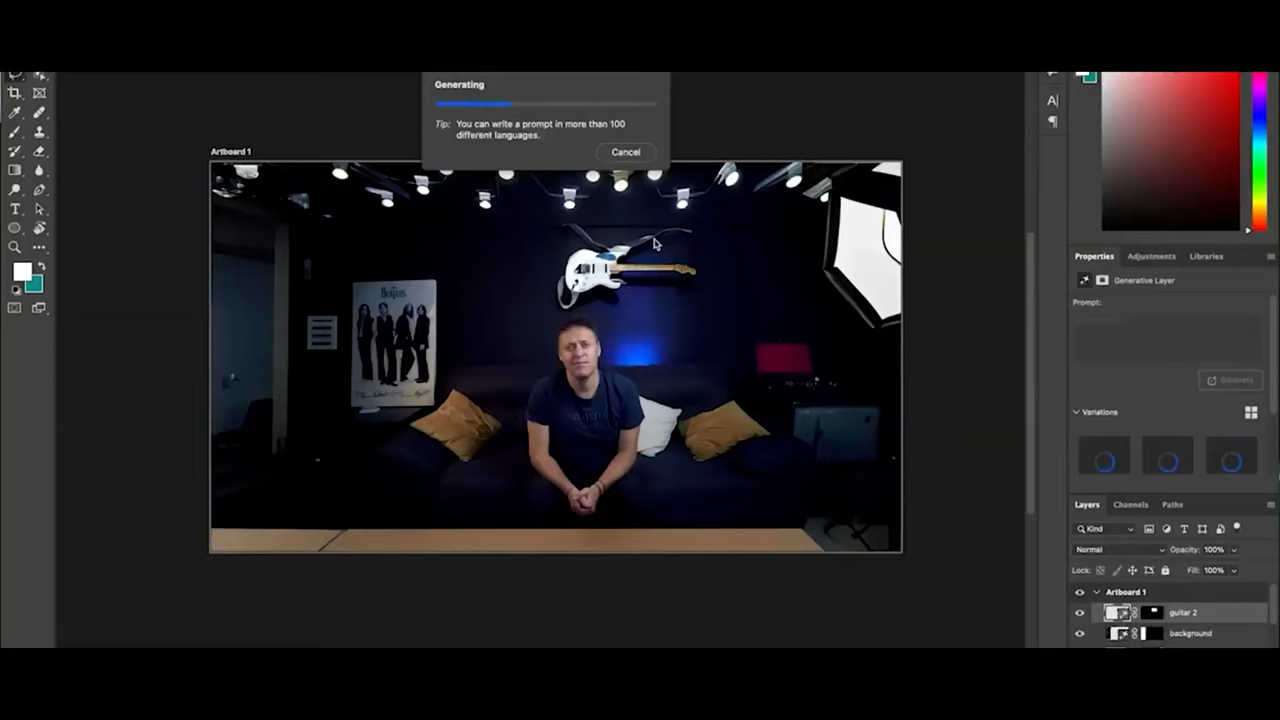 Generating
Tip: You can write a prompt in more than 100
different languages.
Cancel
Artboard 1
BEATLES
Properties
Adjustments
Libraries
Generative Layer
Prompt:
Generate
Variations
Layers
Channels
Paths
Kind
Normal
Opacity: 100%
Lock:
Fill: 100%
Artboard 1
guitar 2
background